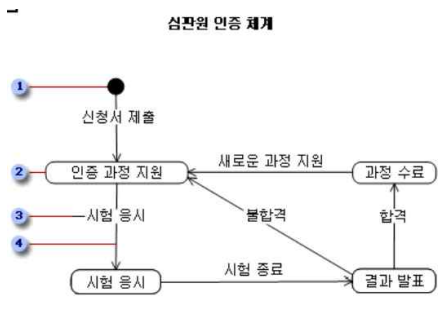 심판원 인증 체계
1
신청서 제출
새로운 과정 지원
2
인증 과정 지원
과정 수료
3
시험 응시
불합격
합격
4
시험 종료
시험 응시
결과 발표